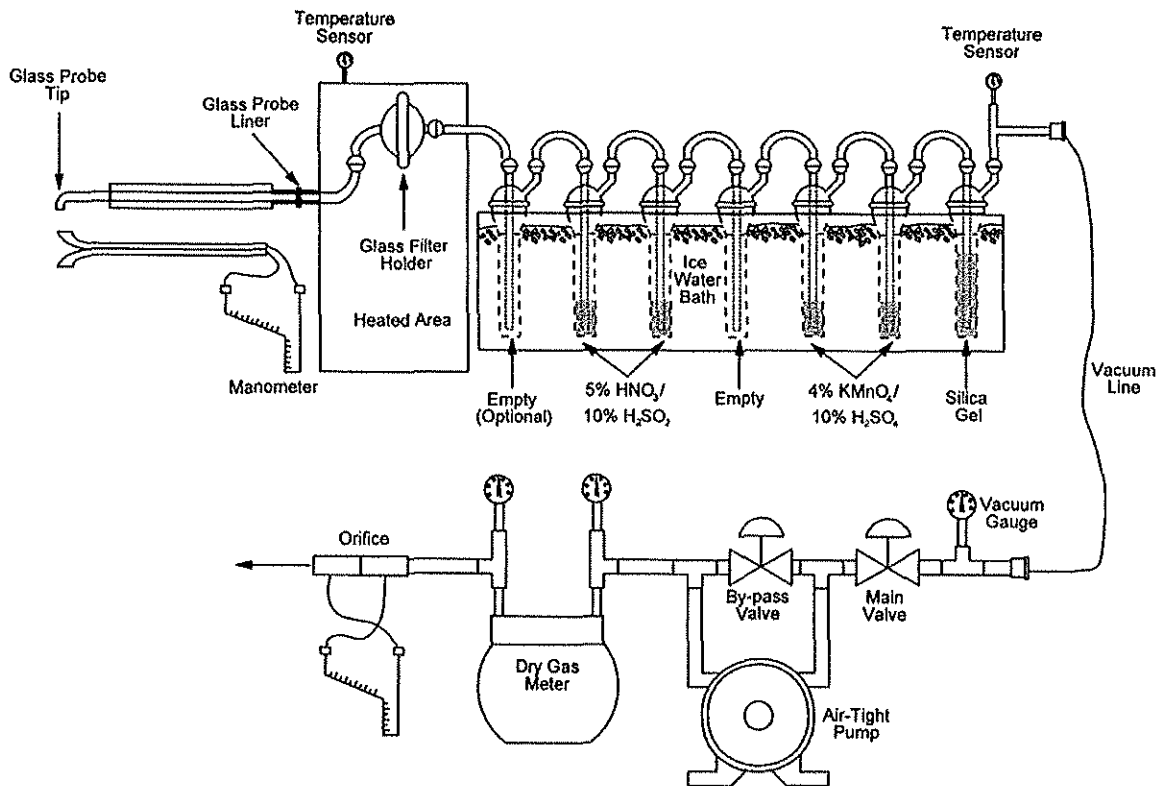 Temperature
Sensor
Temperature
Sensor
Glass Probe
Tip
Glass Probe
Liner
Glass Filter
Holder
Ice
Water
Bath
Heated Area
Manometer
Empty
(Optional)
5% HNO₃/
10% H₂SO₂
Empty
4% KMnO₄/
10% H₂SO₄
Silica
Gel
Vacuum
Line
Vacuum
Gauge
Orifice
By-pass
Valve
Main
Valve
Dry Gas
Meter
Air-Tight
Pump